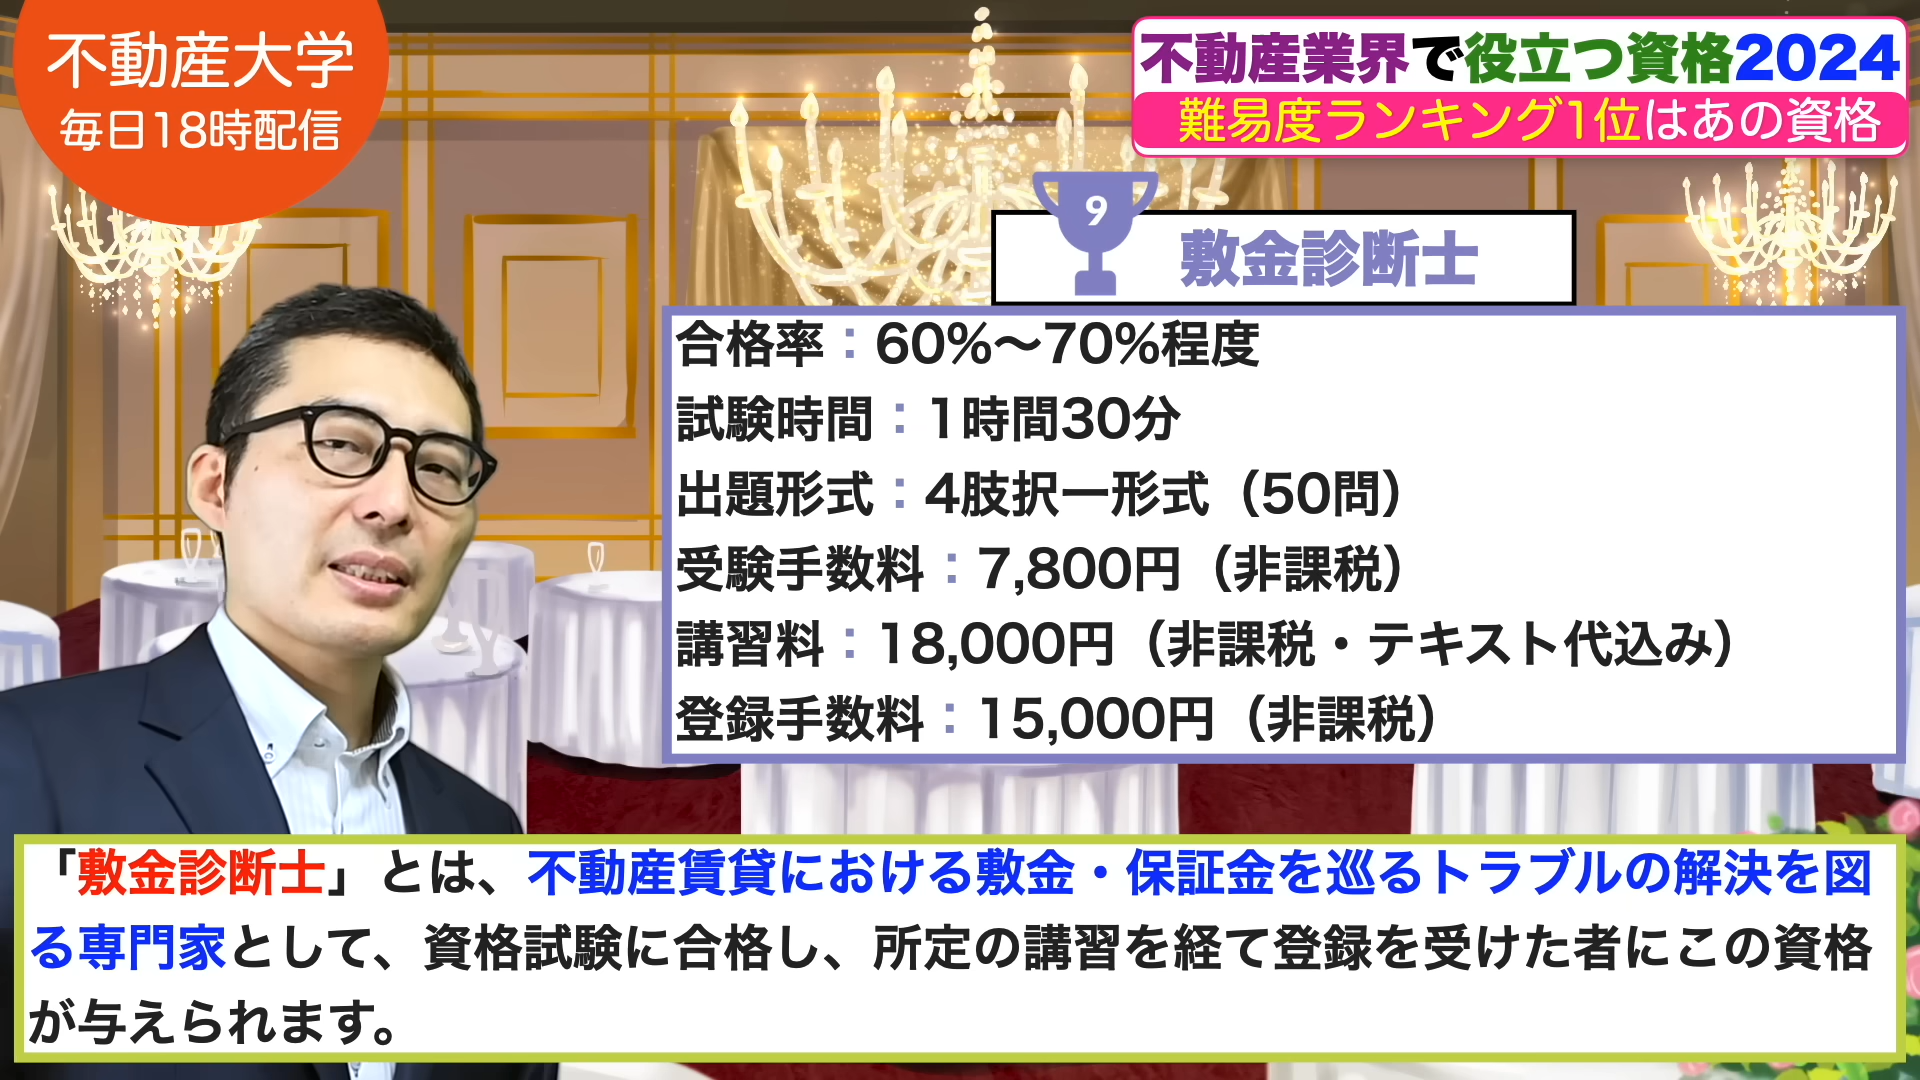 不動産大学
毎日18時配信
不動産業界で役立つ資格2024
難易度ランキング1位はあの資格
9
敷金診断士
合格率：60%〜70%程度
試験時間：1時間30分
出題形式：4肢択一形式（50問）
受験手数料：7,800円（非課税）
講習料：18,000円（非課税・テキスト代込み）
登録手数料：15,000円（非課税）
「敷金診断士」とは、不動産賃貸における敷金・保証金を巡るトラブルの解決を図
る専門家として、資格試験に合格し、所定の講習を経て登録を受けた者にこの資格
が与えられます。